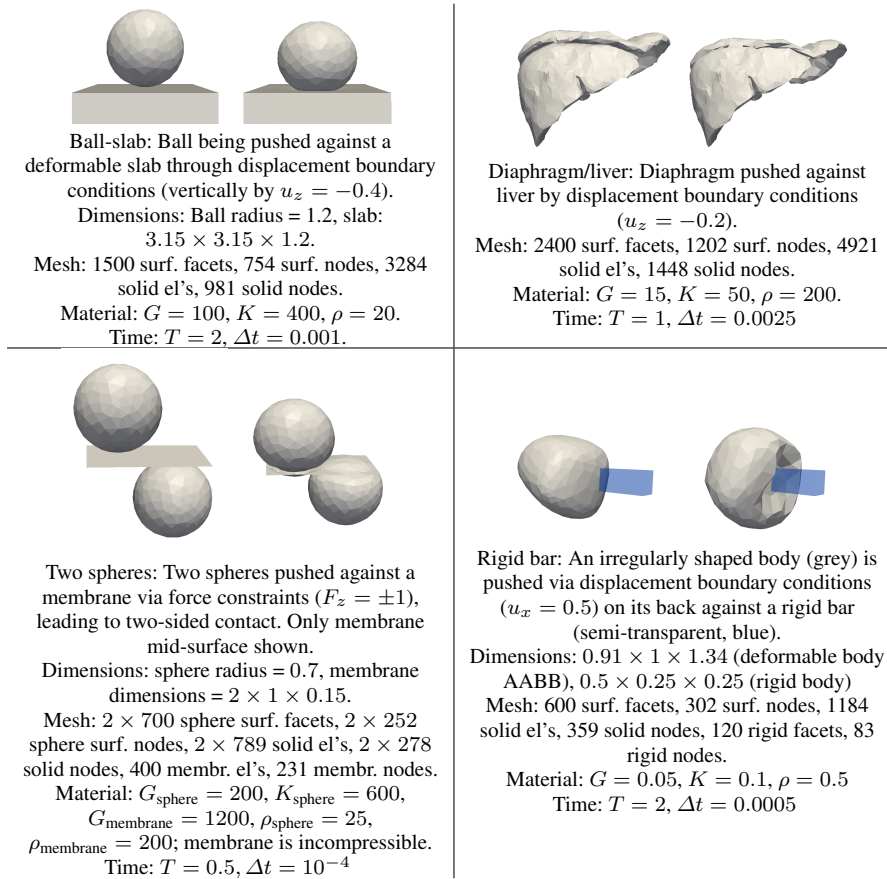 Ball-slab: Ball being pushed against a
deformable slab through displacement boundary
conditions (vertically by u_z = −0.4).
Dimensions: Ball radius = 1.2, slab:
3.15 × 3.15 × 1.2.
Mesh: 1500 surf. facets, 754 surf. nodes, 3284
solid el's, 981 solid nodes.
Material: G = 100, K = 400, ρ = 20.
Time: T = 2, Δt = 0.001.
Diaphragm/liver: Diaphragm pushed against
liver by displacement boundary conditions
(u_z = −0.2).
Mesh: 2400 surf. facets, 1202 surf. nodes, 4921
solid el's, 1448 solid nodes.
Material: G = 15, K = 50, ρ = 200.
Time: T = 1, Δt = 0.0025
Two spheres: Two spheres pushed against a
membrane via force constraints (F_z = ±1),
leading to two-sided contact. Only membrane
mid-surface shown.
Dimensions: sphere radius = 0.7, membrane
dimensions = 2 × 1 × 0.15.
Mesh: 2 × 700 sphere surf. facets, 2 × 252
sphere surf. nodes, 2 × 789 solid el's, 2 × 278
solid nodes, 400 membr. el's, 231 membr. nodes.
Material: G_sphere = 200, K_sphere = 600,
G_membrane = 1200, ρ_sphere = 25,
ρ_membrane = 200; membrane is incompressible.
Time: T = 0.5, Δt = 10⁻⁴
Rigid bar: An irregularly shaped body (grey) is
pushed via displacement boundary conditions
(u_x = 0.5) on its back against a rigid bar
(semi-transparent, blue).
Dimensions: 0.91 × 1 × 1.34 (deformable body
AABB), 0.5 × 0.25 × 0.25 (rigid body)
Mesh: 600 surf. facets, 302 surf. nodes, 1184
solid el's, 359 solid nodes, 120 rigid facets, 83
rigid nodes.
Material: G = 0.05, K = 0.1, ρ = 0.5
Time: T = 2, Δt = 0.0005